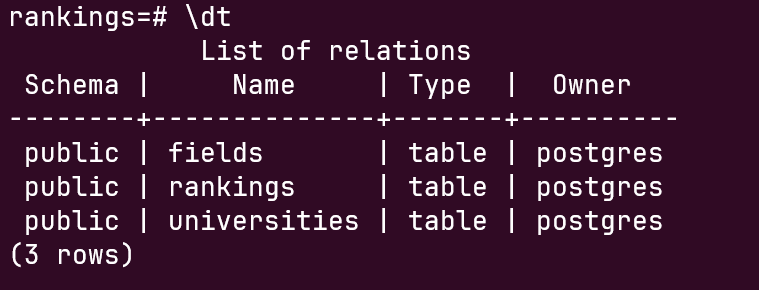 rankings=# \dt
            List of relations
 Schema |     Name     | Type  |  Owner
--------+--------------+-------+----------
 public | fields       | table | postgres
 public | rankings     | table | postgres
 public | universities | table | postgres
(3 rows)